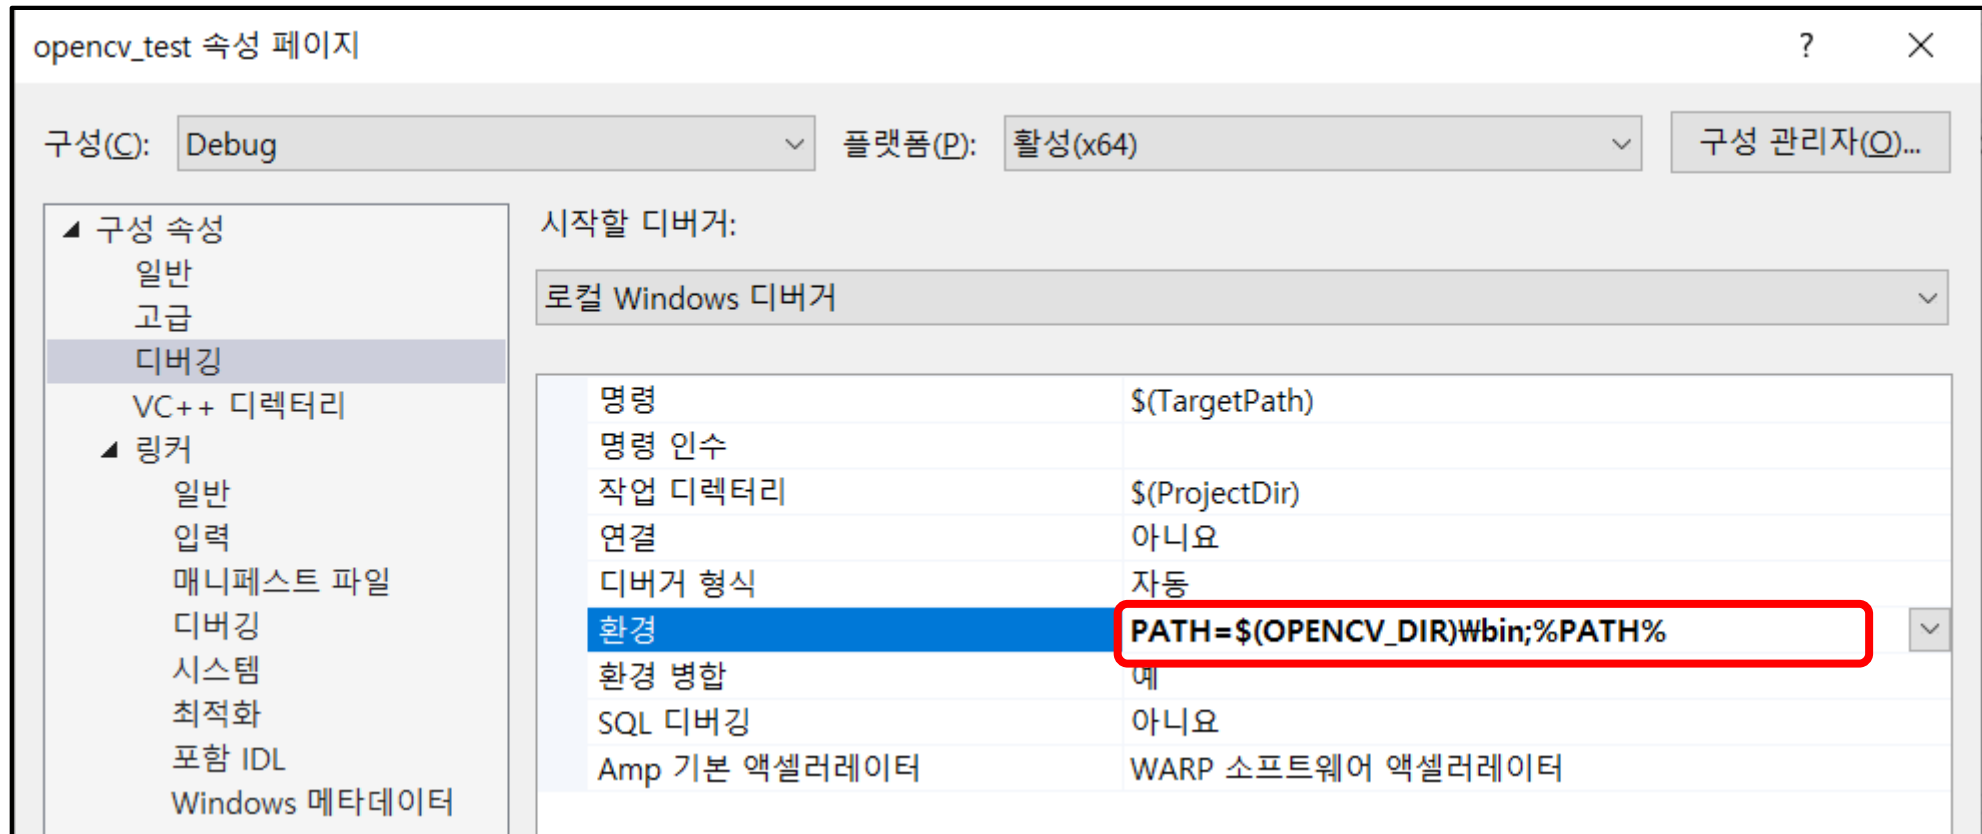 opencv_test 속성 페이지 ?
구성(C): Debug 플랫폼(P): 활성(x64) 구성 관리자(O)...
구성 속성
일반
고급
디버깅
VC++ 디렉터리
링커
일반
입력
매니페스트 파일
디버깅
시스템
최적화
포함 IDL
Windows 메타데이터
시작할 디버거:
로컬 Windows 디버거
명령 $(TargetPath)
명령 인수
작업 디렉터리 $(ProjectDir)
연결 아니요
디버거 형식 자동
환경 PATH=$(OPENCV_DIR)₩bin;%PATH%
환경 병합 예
SQL 디버깅 아니요
Amp 기본 액셀러레이터 WARP 소프트웨어 액셀러레이터